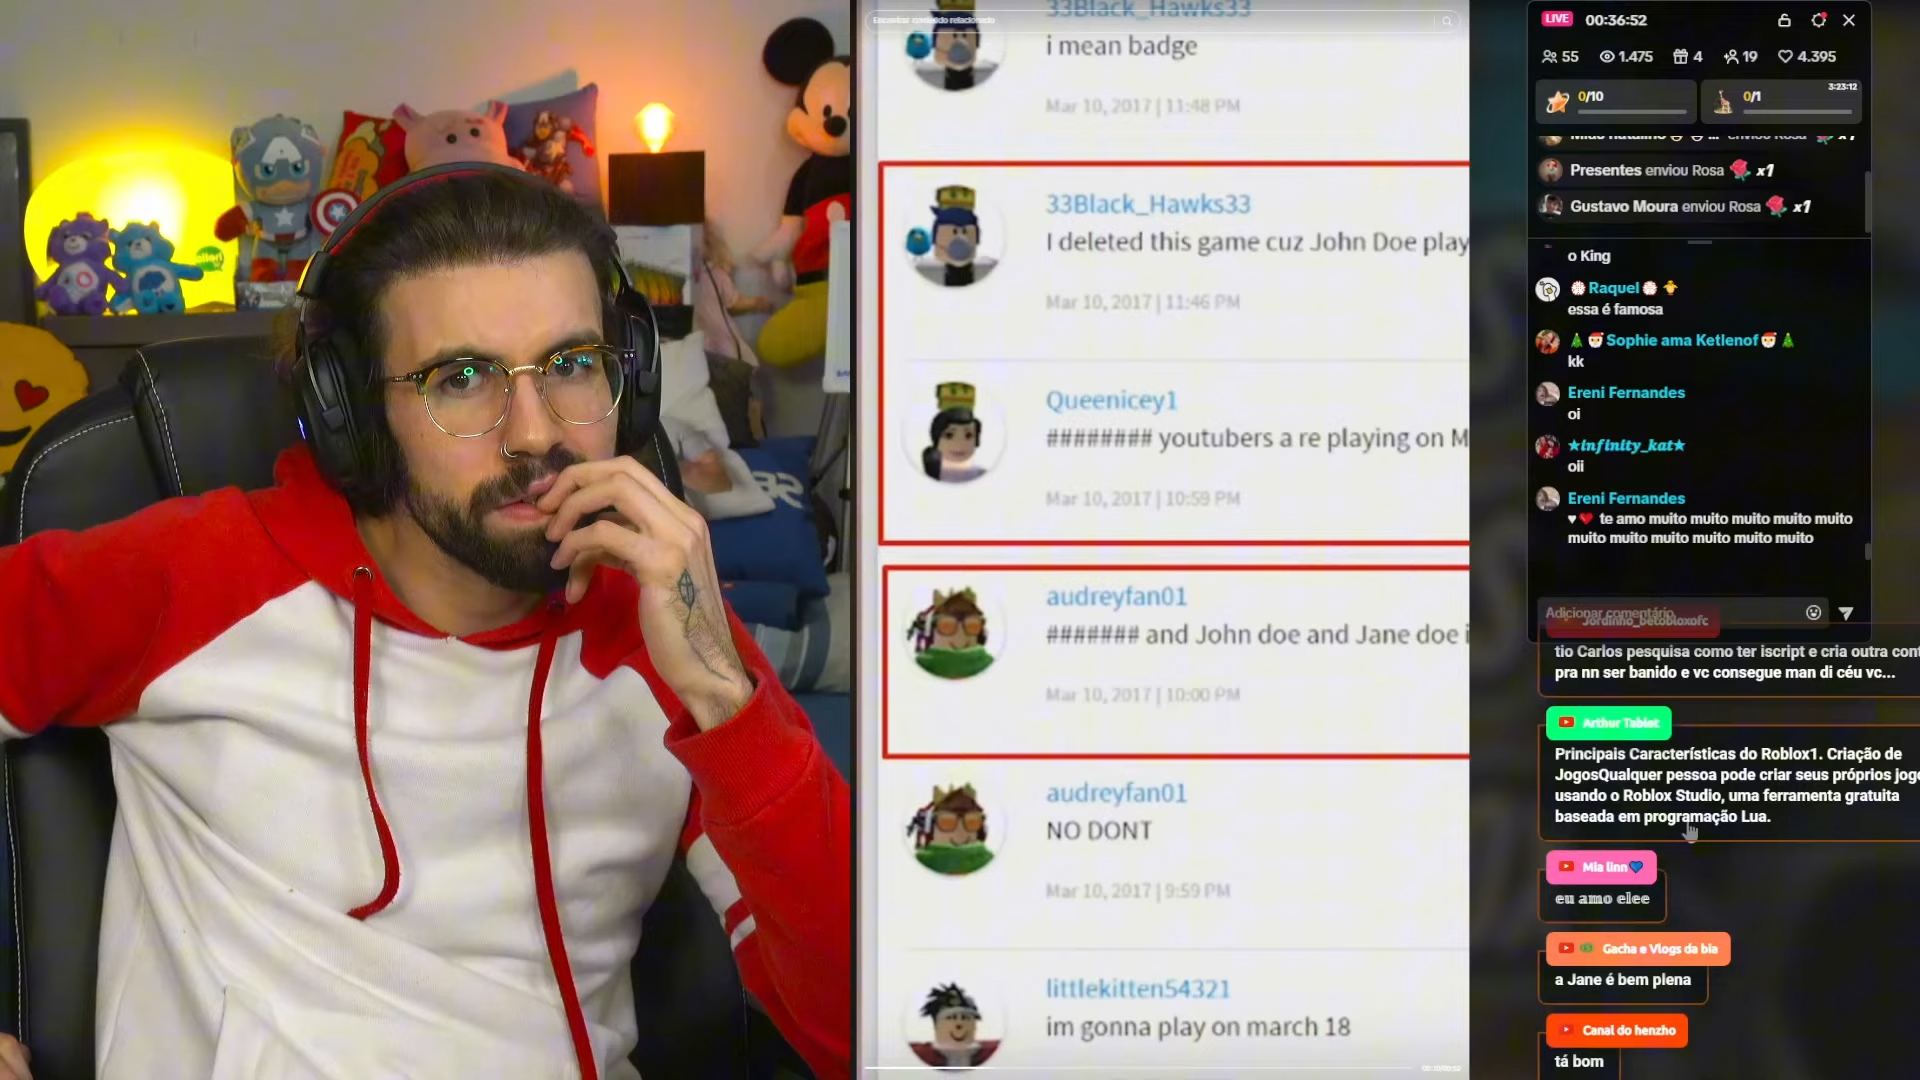 Encontrar conteúdo relacionado
33Black_Hawks33
i mean badge
Mar 10, 2017 | 11:48 PM
33Black_Hawks33
I deleted this game cuz John Doe play
Mar 10, 2017 | 11:46 PM
Queenicey1
######## youtubers a re playing on M
Mar 10, 2017 | 10:59 PM
audreyfan01
####### and John doe and Jane doe i
Mar 10, 2017 | 10:00 PM
audreyfan01
NO DONT
Mar 10, 2017 | 9:59 PM
littlekitten54321
im gonna play on march 18
LIVE 00:36:52
55 1.475 4 19 4.395
0/10
0/1 3:23:12
enviou Rosa x1
Presentes enviou Rosa x1
Gustavo Moura enviou Rosa x1
o King
Raquel
essa é famosa
Sophie ama Ketlenof
kk
Ereni Fernandes
oi
★infinity_kat★
oii
Ereni Fernandes
♥❤ te amo muito muito muito muito muito
muito muito muito muito muito muito
Adicionar comentário
Jordinho_betobloxofc
tio Carlos pesquisa como ter iscript e cria outra cont
pra nn ser banido e vc consegue man di céu vc...
Arthur Tablet
Principais Características do Roblox1. Criação de
JogosQualquer pessoa pode criar seus próprios jogo
usando o Roblox Studio, uma ferramenta gratuita
baseada em programação Lua.
Mia linn💙
eu amo elee
Gacha e Vlogs da bia
a Jane é bem plena
Canal do henzho
tá bom